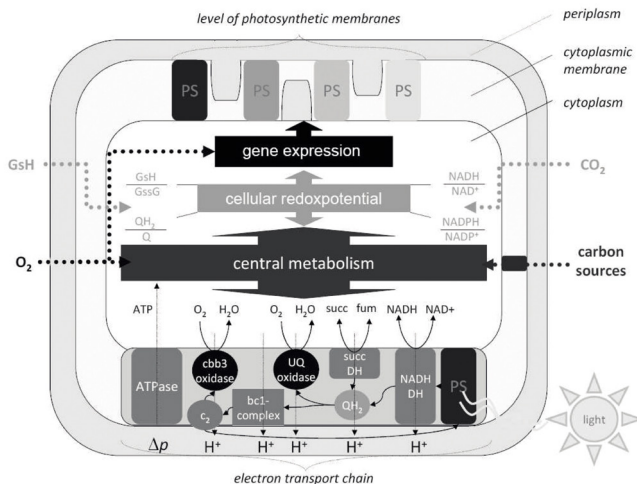 level of photosynthetic membranes
periplasm
cytoplasmic
membrane
cytoplasm
PS PS PS PS
gene expression
GsH
CO₂
GsH
GssG
NADH
NAD⁺
cellular redoxpotential
QH₂
Q
NADPH
NADP⁺
O₂
central metabolism
carbon
sources
ATP O₂ H₂O O₂ H₂O succ fum NADH NAD+
ATPase
cbb3
oxidase
UQ
oxidase
succ
DH
NADH
DH
PS
c₂
bc1-
complex
QH₂
light
Δp H⁺ H⁺ H⁺ H⁺ H⁺
electron transport chain